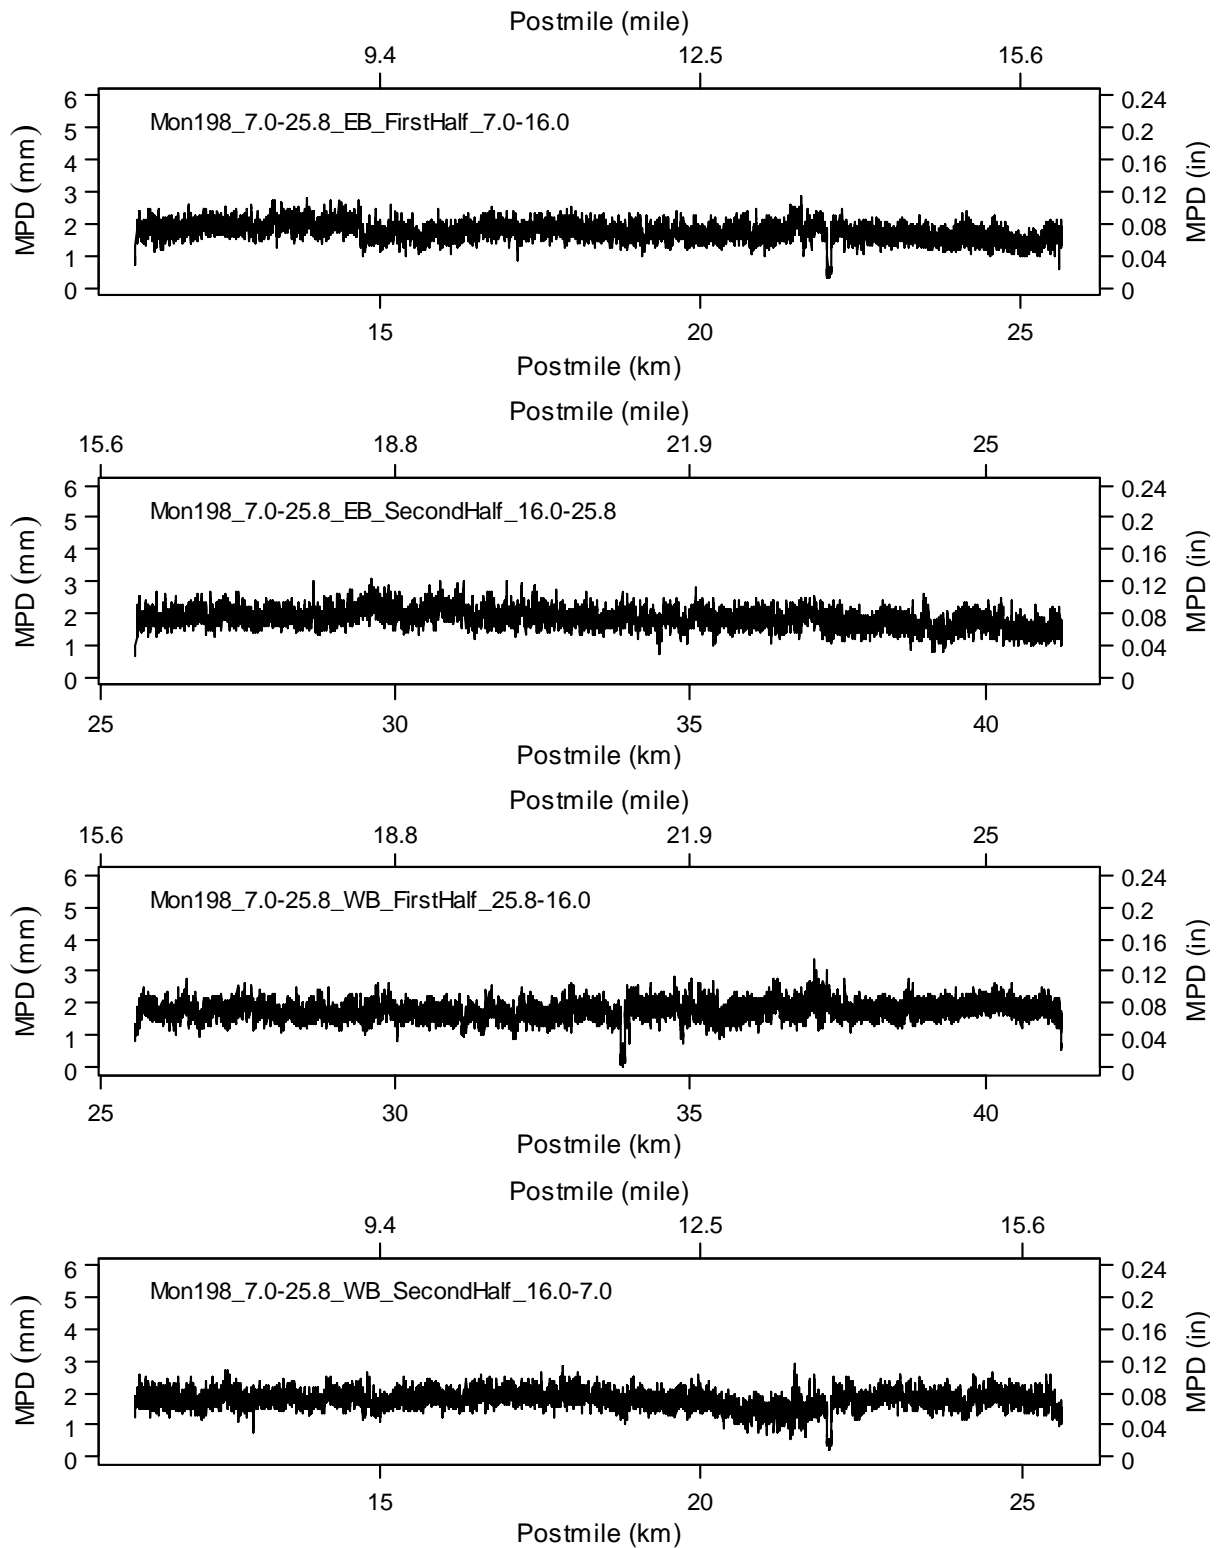 Postmile (mile)
9.4 12.5 15.6
Mon198_7.0-25.8_EB_FirstHalf_7.0-16.0
MPD (mm)
6
5
4
3
2
1
0
0.24
0.2
0.16
0.12
0.08
0.04
0
MPD (in)
15 20 25
Postmile (km)
Postmile (mile)
15.6 18.8 21.9 25
Mon198_7.0-25.8_EB_SecondHalf_16.0-25.8
MPD (mm)
6
5
4
3
2
1
0
0.24
0.2
0.16
0.12
0.08
0.04
0
MPD (in)
25 30 35 40
Postmile (km)
Postmile (mile)
15.6 18.8 21.9 25
Mon198_7.0-25.8_WB_FirstHalf_25.8-16.0
MPD (mm)
6
5
4
3
2
1
0
0.24
0.2
0.16
0.12
0.08
0.04
0
MPD (in)
25 30 35 40
Postmile (km)
Postmile (mile)
9.4 12.5 15.6
Mon198_7.0-25.8_WB_SecondHalf_16.0-7.0
MPD (mm)
6
5
4
3
2
1
0
0.24
0.2
0.16
0.12
0.08
0.04
0
MPD (in)
15 20 25
Postmile (km)